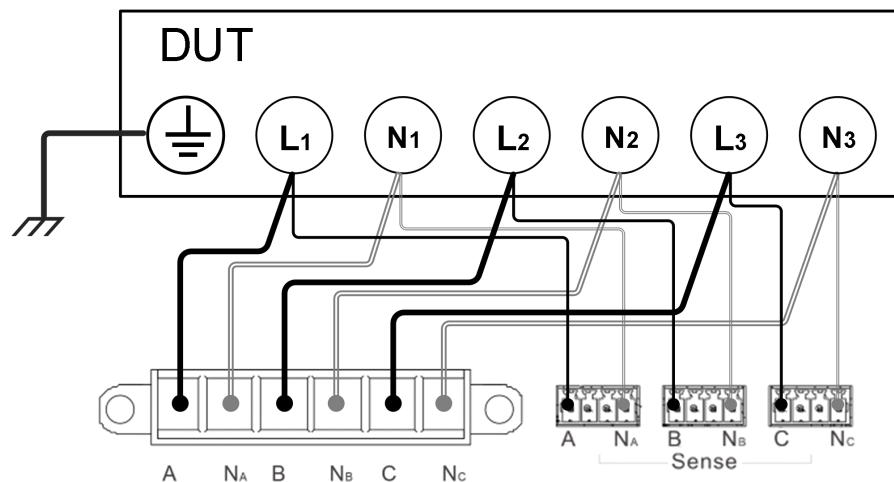 DUT
L1 N1 L2 N2 L3 N3
A NA B NB C NC
Sense
A NA B NB C NC